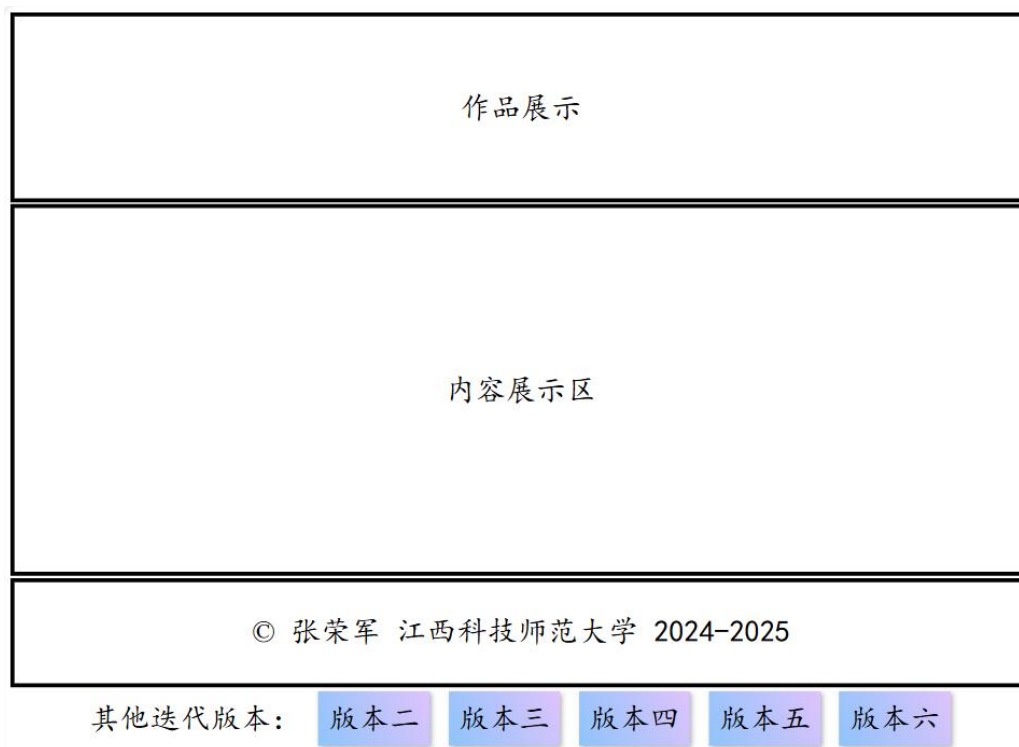 作品展示
内容展示区
© 张荣军 江西科技师范大学 2024-2025
其他迭代版本： 版本二 版本三 版本四 版本五 版本六